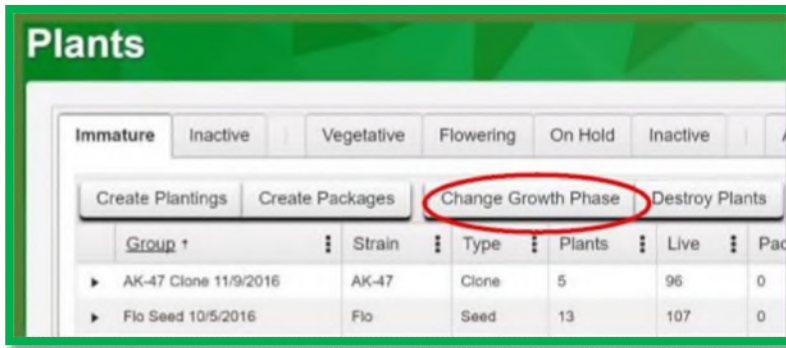 Plants
Immature Inactive Vegetative Flowering On Hold Inactive
Create Plantings Create Packages Change Growth Phase Destroy Plants
Group ↑ Strain Type Plants Live Pac
AK-47 Clone 11/9/2016 AK-47 Clone 5 96 0
Flo Seed 10/5/2016 Flo Seed 13 107 0